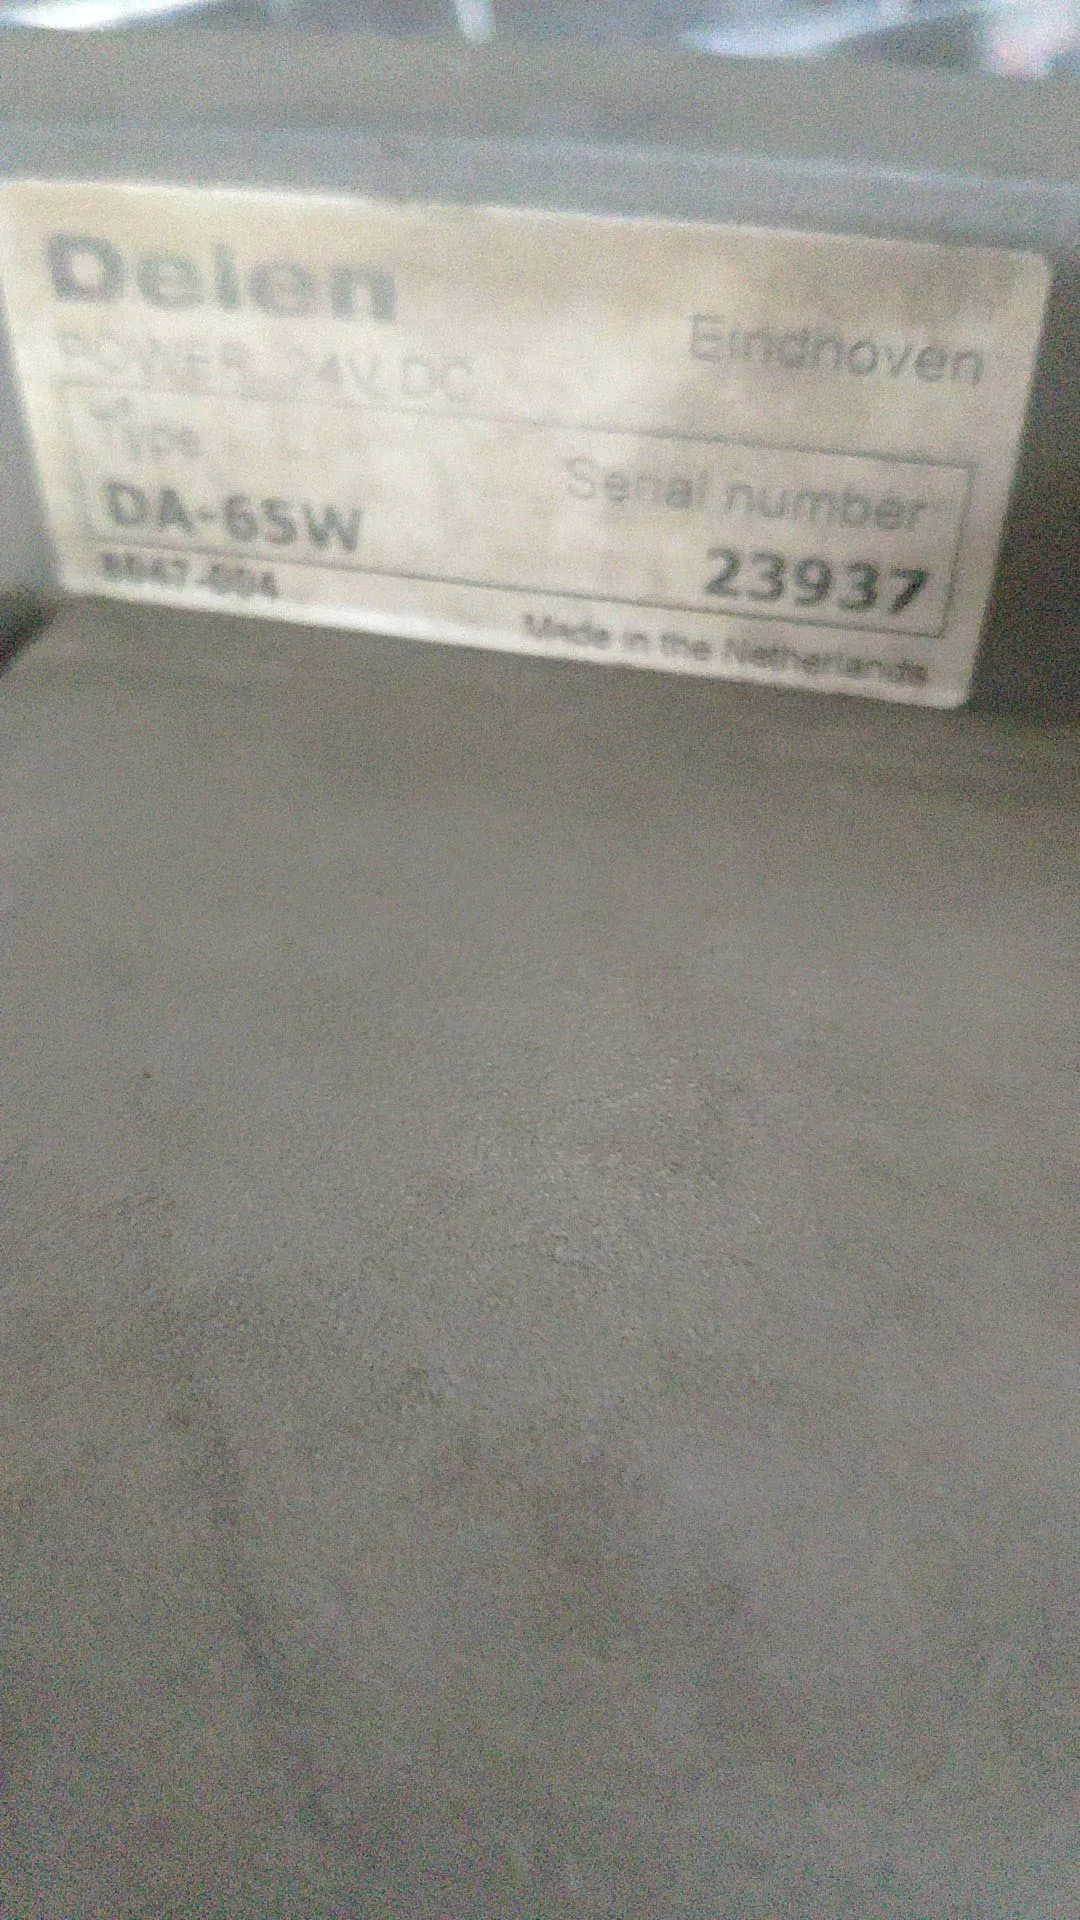 Delen
Eindhoven
POWER 24V DC
Type
Serial number
DA-65W
23937
Made in the Netherlands